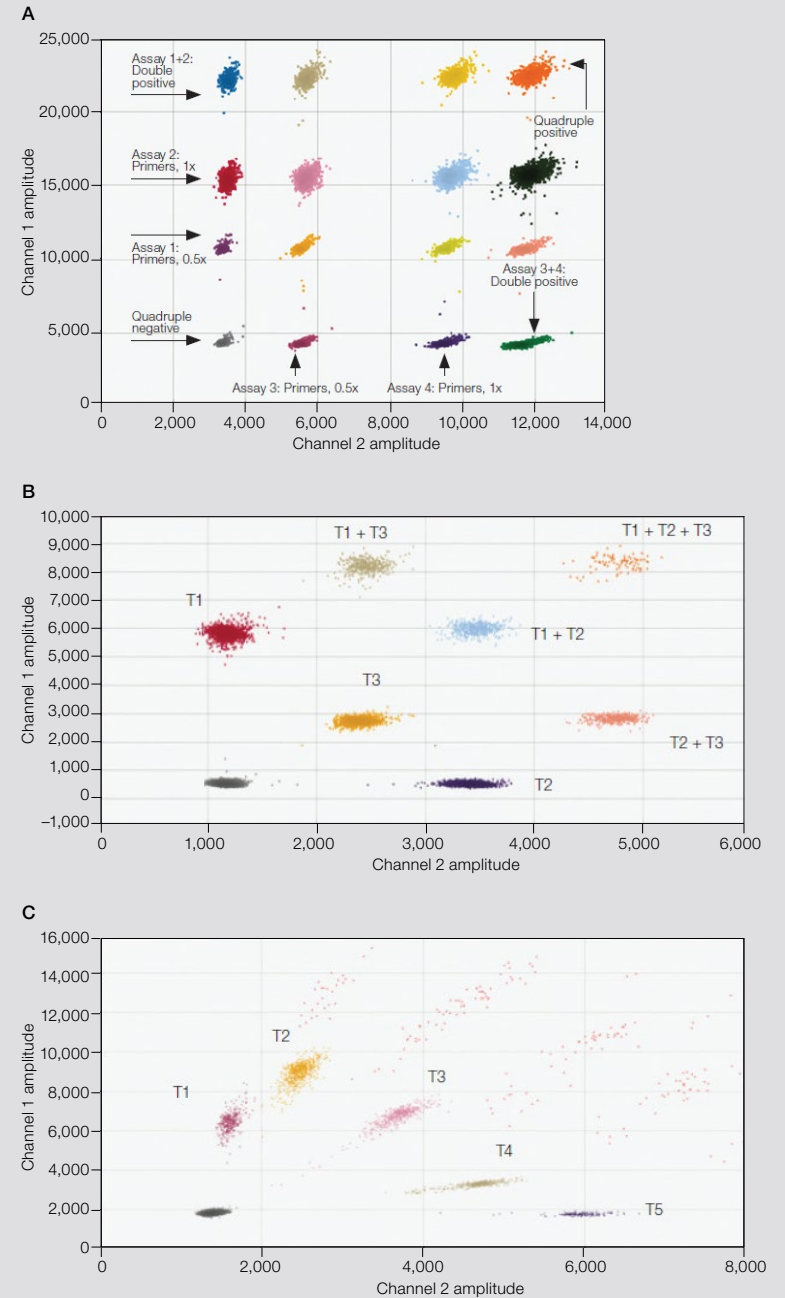 A
25,000
20,000
15,000
10,000
5,000
0
Channel 1 amplitude
Assay 1+2:
Double
positive
Quadruple
positive
Assay 2:
Primers, 1x
Assay 1:
Primers, 0.5x
Assay 3+4:
Double positive
Quadruple
negative
Assay 3: Primers, 0.5x
Assay 4: Primers, 1x
0
2,000
4,000
6,000
8,000
10,000
12,000
14,000
Channel 2 amplitude
B
10,000
9,000
8,000
7,000
6,000
5,000
4,000
3,000
2,000
1,000
0
–1,000
Channel 1 amplitude
T1 + T3
T1 + T2 + T3
T1
T1 + T2
T3
T2 + T3
T2
0
1,000
2,000
3,000
4,000
5,000
6,000
Channel 2 amplitude
C
16,000
14,000
12,000
10,000
8,000
6,000
4,000
2,000
0
Channel 1 amplitude
T2
T1
T3
T4
T5
0
2,000
4,000
6,000
8,000
Channel 2 amplitude